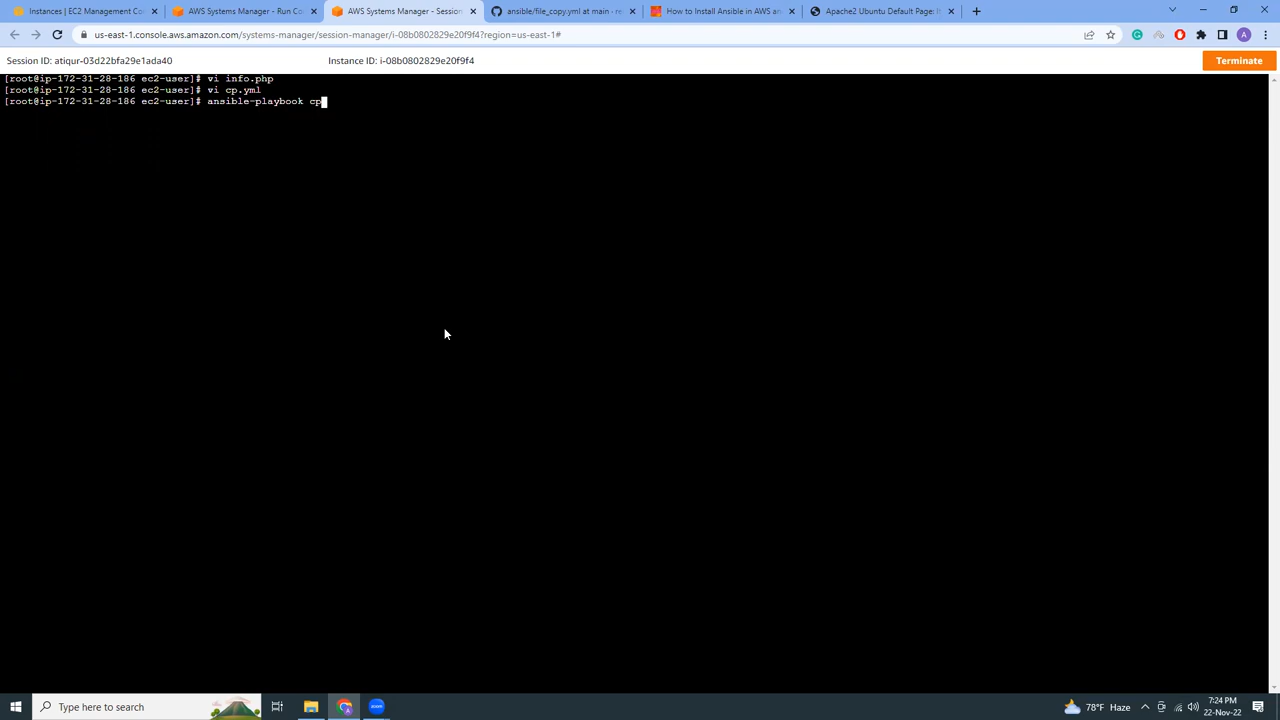 Instances | EC2 Management Co
AWS Systems Manager - Run Co
AWS Systems Manager - Session
ansible/file_copy.yml at main · re
How to Install Ansible in AWS an
Apache2 Ubuntu Default Page: It
us-east-1.console.aws.amazon.com/systems-manager/session-manager/i-08b0802829e20f9f4?region=us-east-1#
A
Session ID: atiqur-03d22bfa29e1ada40
Instance ID: i-08b0802829e20f9f4
Terminate
[root@ip-172-31-28-186 ec2-user]# vi info.php
[root@ip-172-31-28-186 ec2-user]# vi cp.yml
[root@ip-172-31-28-186 ec2-user]# ansible-playbook cp
Type here to search
zoom
78°F Haze
7:24 PM
22-Nov-22